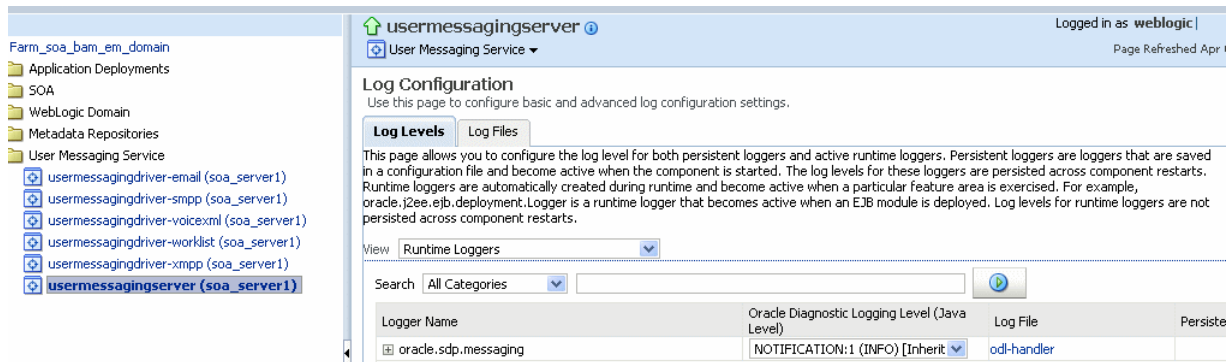 Farm_soa_bam_em_domain
Application Deployments
SOA
WebLogic Domain
Metadata Repositories
User Messaging Service
usermessagingdriver-email (soa_server1)
usermessagingdriver-smpp (soa_server1)
usermessagingdriver-voicexml (soa_server1)
usermessagingdriver-worklist (soa_server1)
usermessagingdriver-xmpp (soa_server1)
usermessagingserver (soa_server1)
usermessagingserver
Logged in as weblogic|
User Messaging Service
Page Refreshed Apr
Log Configuration
Use this page to configure basic and advanced log configuration settings.
Log Levels Log Files
This page allows you to configure the log level for both persistent loggers and active runtime loggers. Persistent loggers are loggers that are saved
in a configuration file and become active when the component is started. The log levels for these loggers are persisted across component restarts.
Runtime loggers are automatically created during runtime and become active when a particular feature area is exercised. For example,
oracle.j2ee.ejb.deployment.Logger is a runtime logger that becomes active when an EJB module is deployed. Log levels for runtime loggers are not
persisted across component restarts.
View Runtime Loggers
Search All Categories
Logger Name
Oracle Diagnostic Logging Level (Java
Level)
Log File
Persiste
oracle.sdp.messaging
NOTIFICATION:1 (INFO) [Inherit
odl-handler